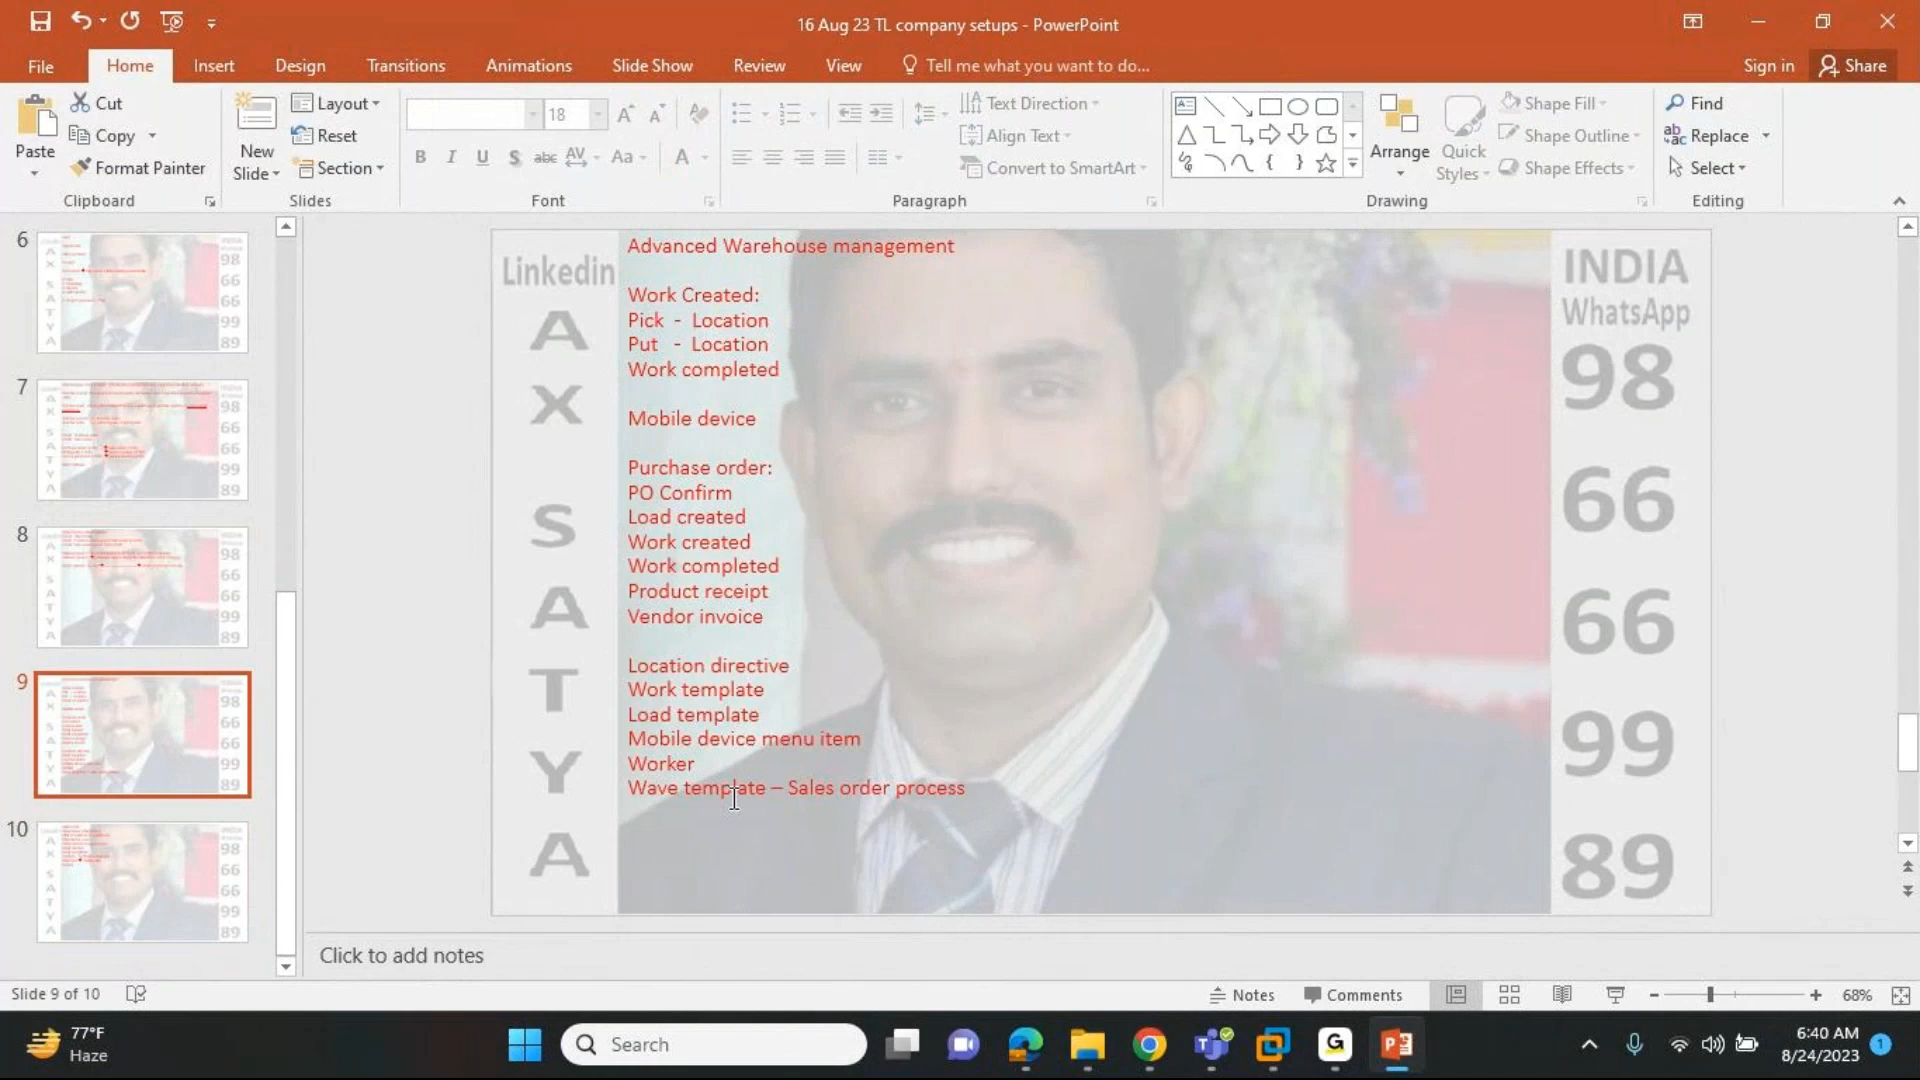 16 Aug 23 TL company setups - PowerPoint
File
Home
Insert
Design
Transitions
Animations
Slide Show
Review
View
Tell me what you want to do...
Sign in
Share
Paste
Cut
Copy
Format Painter
Clipboard
New
Slide
Layout
Reset
Section
Slides
18
B I U S abc AV Aa A
Font
Text Direction
Align Text
Convert to SmartArt
Paragraph
Arrange
Quick
Styles
Shape Fill
Shape Outline
Shape Effects
Drawing
Find
Replace
Select
Editing
6
7
8
9
10
Linkedin
A
X
S
A
T
Y
A
Advanced Warehouse management
Work Created:
Pick - Location
Put - Location
Work completed
Mobile device
Purchase order:
PO Confirm
Load created
Work created
Work completed
Product receipt
Vendor invoice
Location directive
Work template
Load template
Mobile device menu item
Worker
Wave template – Sales order process
INDIA
WhatsApp
98
66
66
99
89
Click to add notes
Slide 9 of 10
Notes
Comments
68%
77°F
Haze
Search
6:40 AM
8/24/2023
1